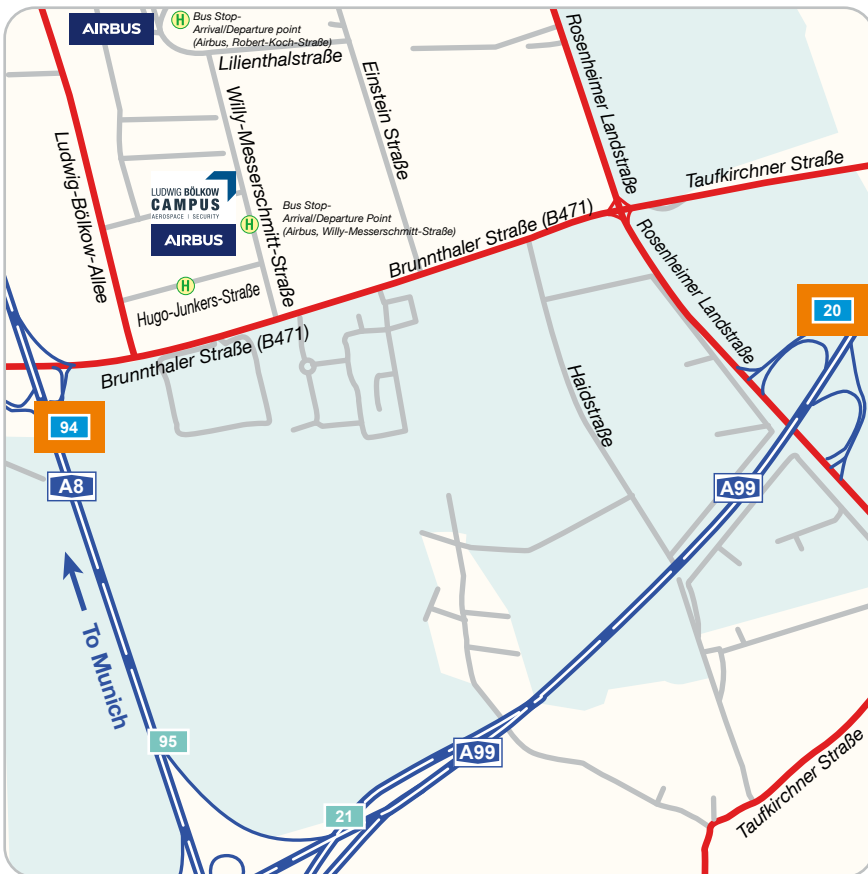 AIRBUS
H
Bus Stop-
Arrival/Departure point
(Airbus, Robert-Koch-Straße)
Lilienthalstraße
Einstein Straße
Willy-Messerschmitt-Straße
Ludwig-Bölkow-Allee
Rosenheimer Landstraße
Taufkirchner Straße
LUDWIG BÖLKOW
CAMPUS
AEROSPACE | SECURITY
AIRBUS
H
Bus Stop-
Arrival/Departure Point
(Airbus, Willy-Messerschmitt-Straße)
Brunnthaler Straße (B471)
Rosenheimer Landstraße
H
Hugo-Junkers-Straße
20
Brunnthaler Straße (B471)
Haidstraße
94
A8
A99
To Munich
95
A99
21
Taufkirchner Straße